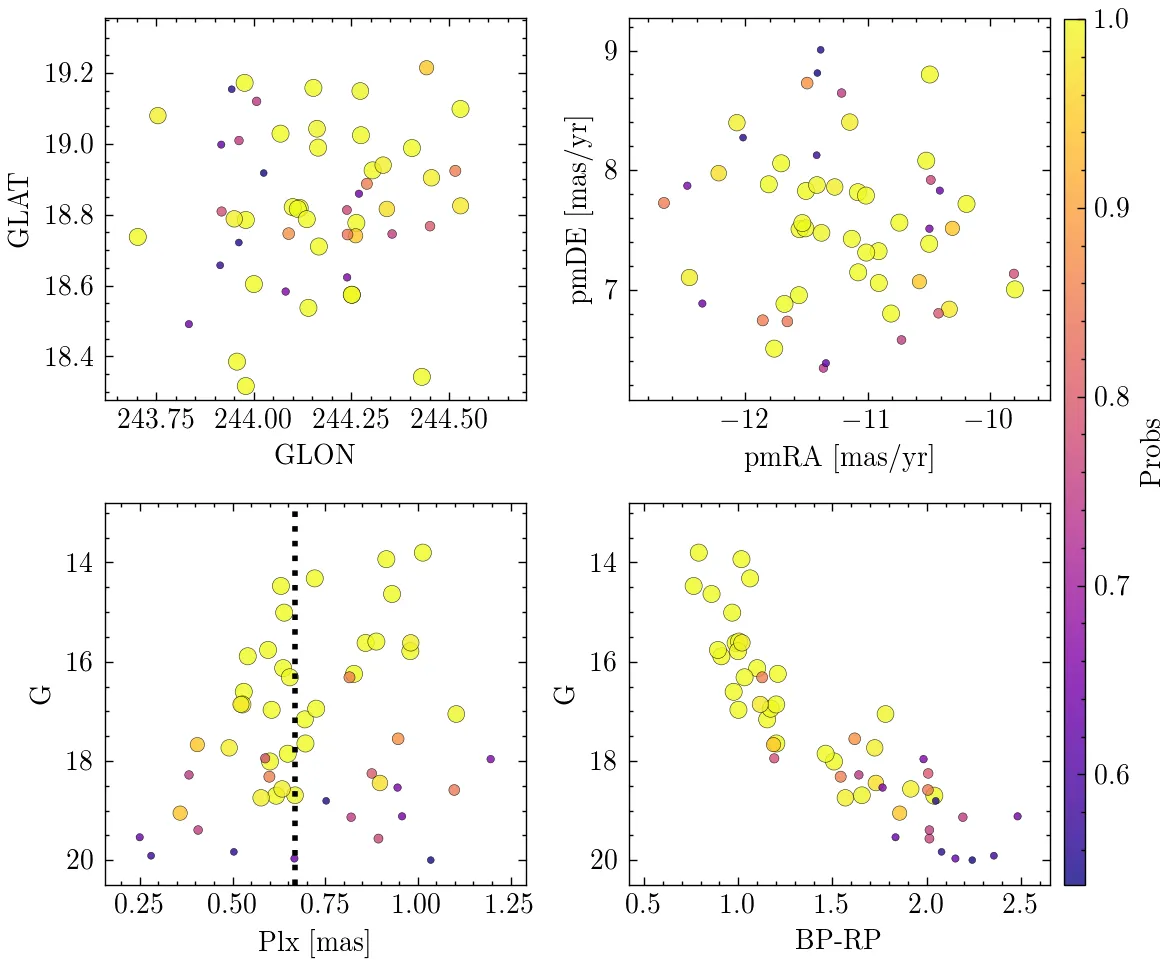 19.2
19.0
18.8
18.6
18.4
GLAT
243.75 244.00 244.25 244.50
GLON
9
8
7
pmDE [mas/yr]
−12 −11 −10
pmRA [mas/yr]
1.0
0.9
0.8
0.7
0.6
Probs
14
16
18
20
G
0.25 0.50 0.75 1.00 1.25
Plx [mas]
14
16
18
20
G
0.5 1.0 1.5 2.0 2.5
BP-RP